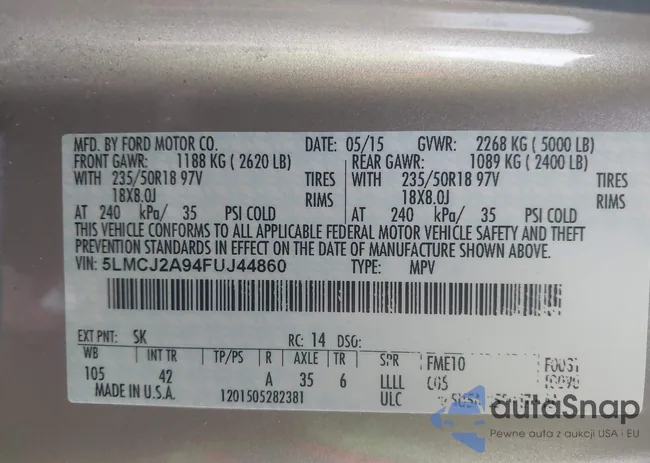 MFD. BY FORD MOTOR CO. DATE: 05/15 GVWR: 2268 KG ( 5000 LB)
FRONT GAWR: 1188 KG ( 2620 LB) REAR GAWR: 1089 KG ( 2400 LB)
WITH 235/50R18 97V TIRES WITH 235/50R18 97V TIRES
18X8.0J RIMS 18X8.0J RIMS
AT 240 kPa/ 35 PSI COLD AT 240 kPa/ 35 PSI COLD
THIS VEHICLE CONFORMS TO ALL APPLICABLE FEDERAL MOTOR VEHICLE SAFETY AND THEFT
PREVENTION STANDARDS IN EFFECT ON THE DATE OF MANUFACTURE SHOWN ABOVE.
VIN: 5LMCJ2A94FUJ44860 TYPE: MPV
EXT PNT: SK RC: 14 DSO:
WB INT TR TP/PS R AXLE TR SPR FME10
105 42 A 35 6 LLLL
MADE IN U.S.A. 1201505282381 ULC
autoSnap
Pewne auta z aukcji USA i EU